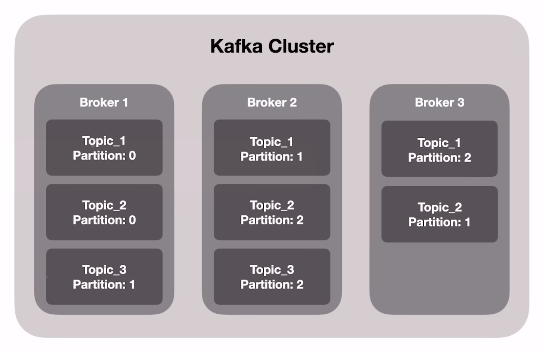 Kafka Cluster
Broker 1
Topic_1
Partition: 0
Topic_2
Partition: 0
Topic_3
Partition: 1
Broker 2
Topic_1
Partition: 1
Topic_2
Partition: 2
Topic_3
Partition: 2
Broker 3
Topic_1
Partition: 2
Topic_2
Partition: 1